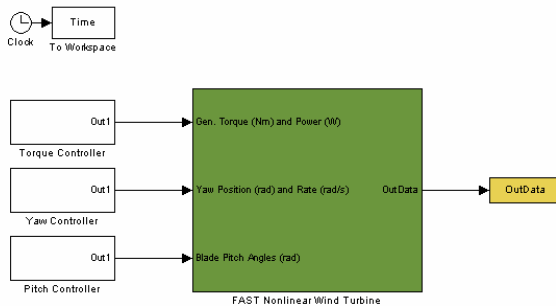 Time
Clock
To Workspace
Out1
Gen. Torque (Nm) and Power (W)
Torque Controller
Out1
Yaw Position (rad) and Rate (rad/s)
OutData
OutData
Yaw Controller
Out1
Blade Pitch Angles (rad)
Pitch Controller
FAST Nonlinear Wind Turbine